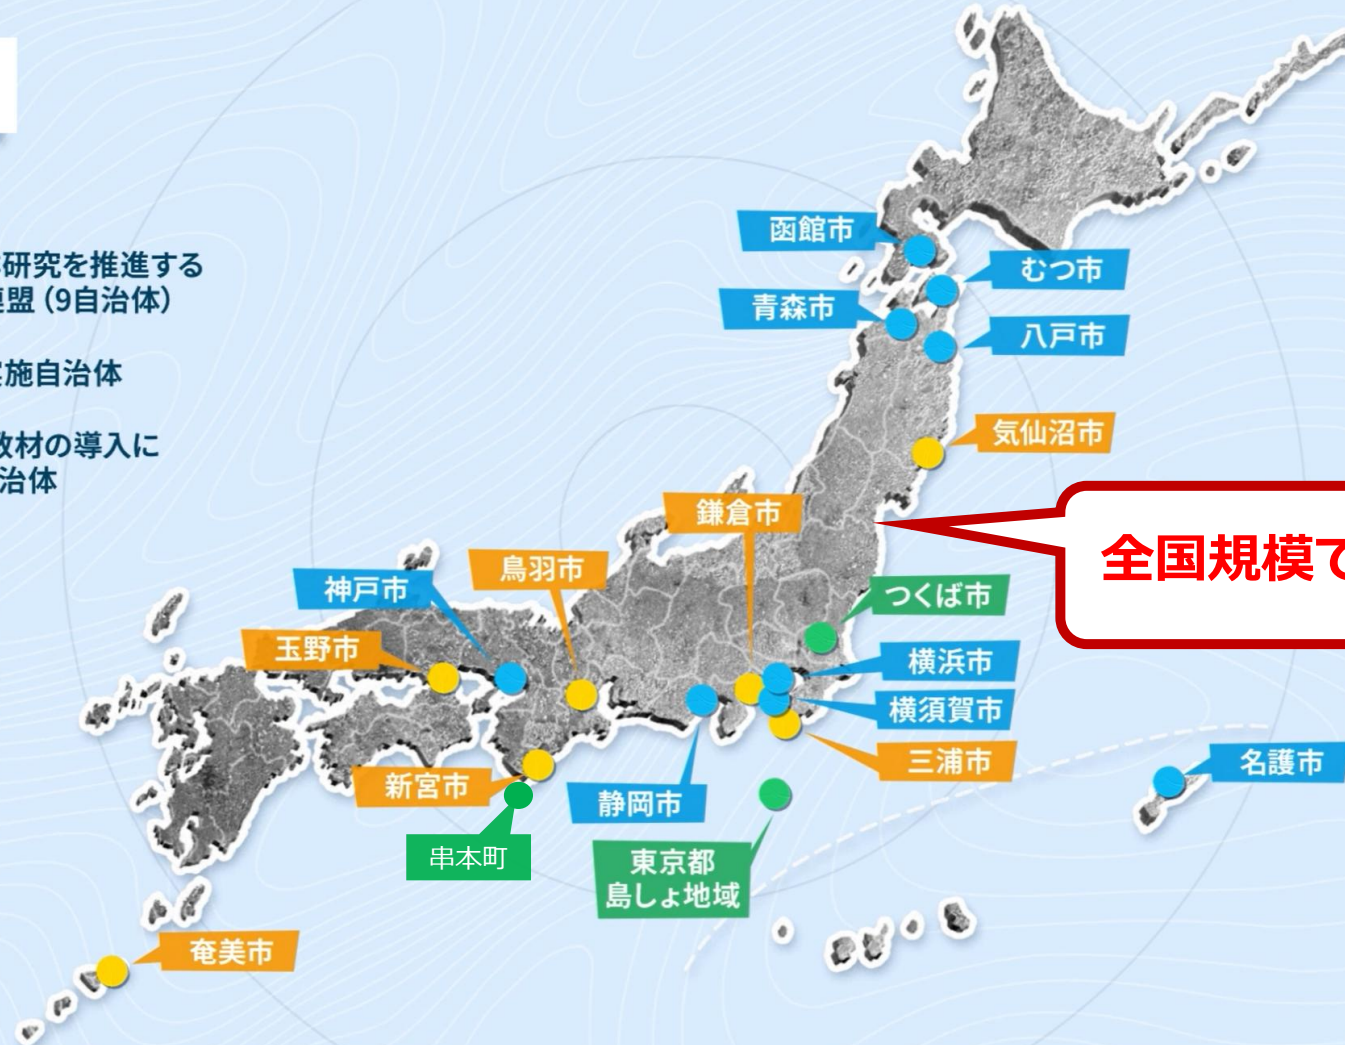 研究を推進する
連盟（9自治体）
施自治体
教材の導入に
治体
函館市
むつ市
青森市
八戸市
気仙沼市
鎌倉市
全国規模で
鳥羽市
神戸市
つくば市
玉野市
横浜市
横須賀市
三浦市
名護市
新宮市
静岡市
串本町
東京都
島しょ地域
奄美市